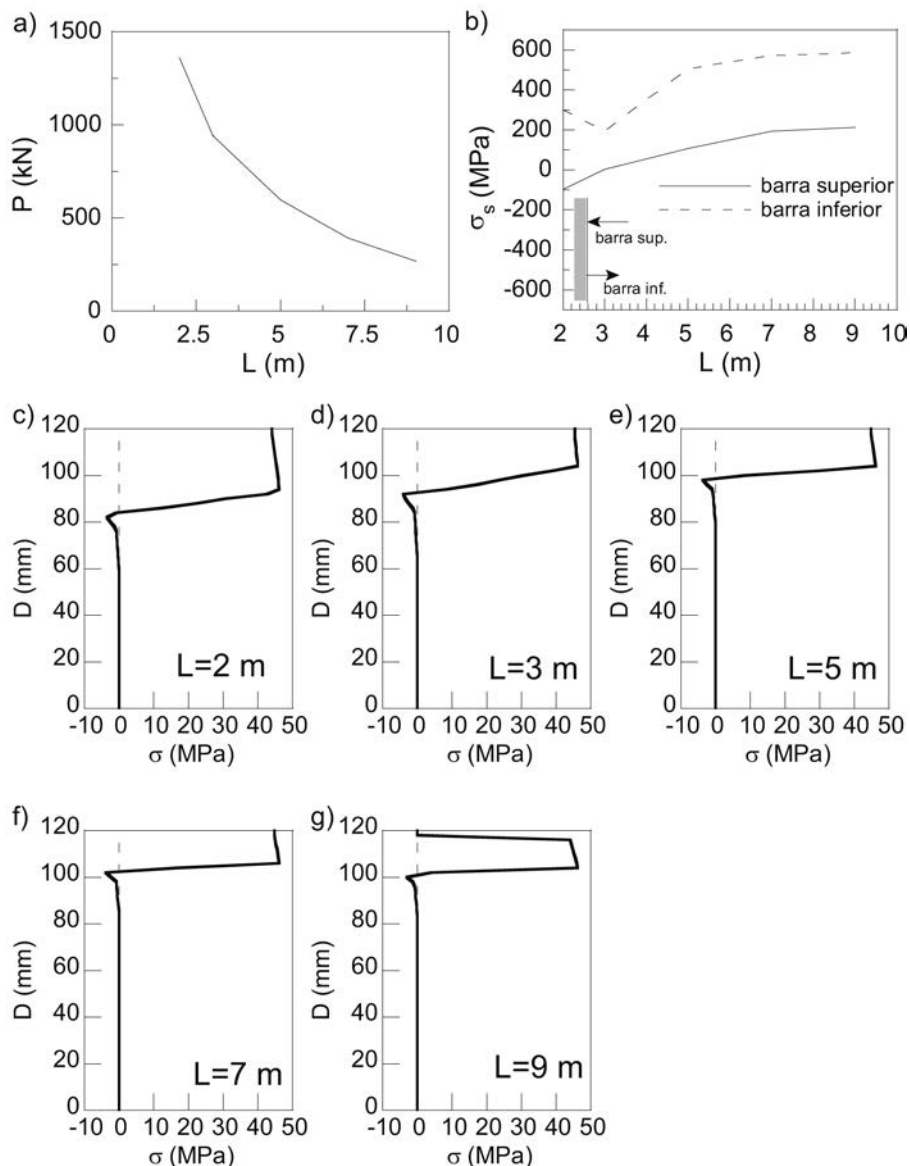 a)
1500
1000
500
0
P (kN)
0 2.5 5 7.5 10
L (m)
b)
600
400
200
0
-200
-400
-600
σs (MPa)
barra superior
barra inferior
barra sup.
barra inf.
2 3 4 5 6 7 8 9 10
L (m)
c)
120
100
80
60
40
20
0
D (mm)
L=2 m
-10 0 10 20 30 40 50
σ (MPa)
d)
120
100
80
60
40
20
0
D (mm)
L=3 m
-10 0 10 20 30 40 50
σ (MPa)
e)
120
100
80
60
40
20
0
D (mm)
L=5 m
-10 0 10 20 30 40 50
σ (MPa)
f)
120
100
80
60
40
20
0
D (mm)
L=7 m
-10 0 10 20 30 40 50
σ (MPa)
g)
120
100
80
60
40
20
0
D (mm)
L=9 m
-10 0 10 20 30 40 50
σ (MPa)